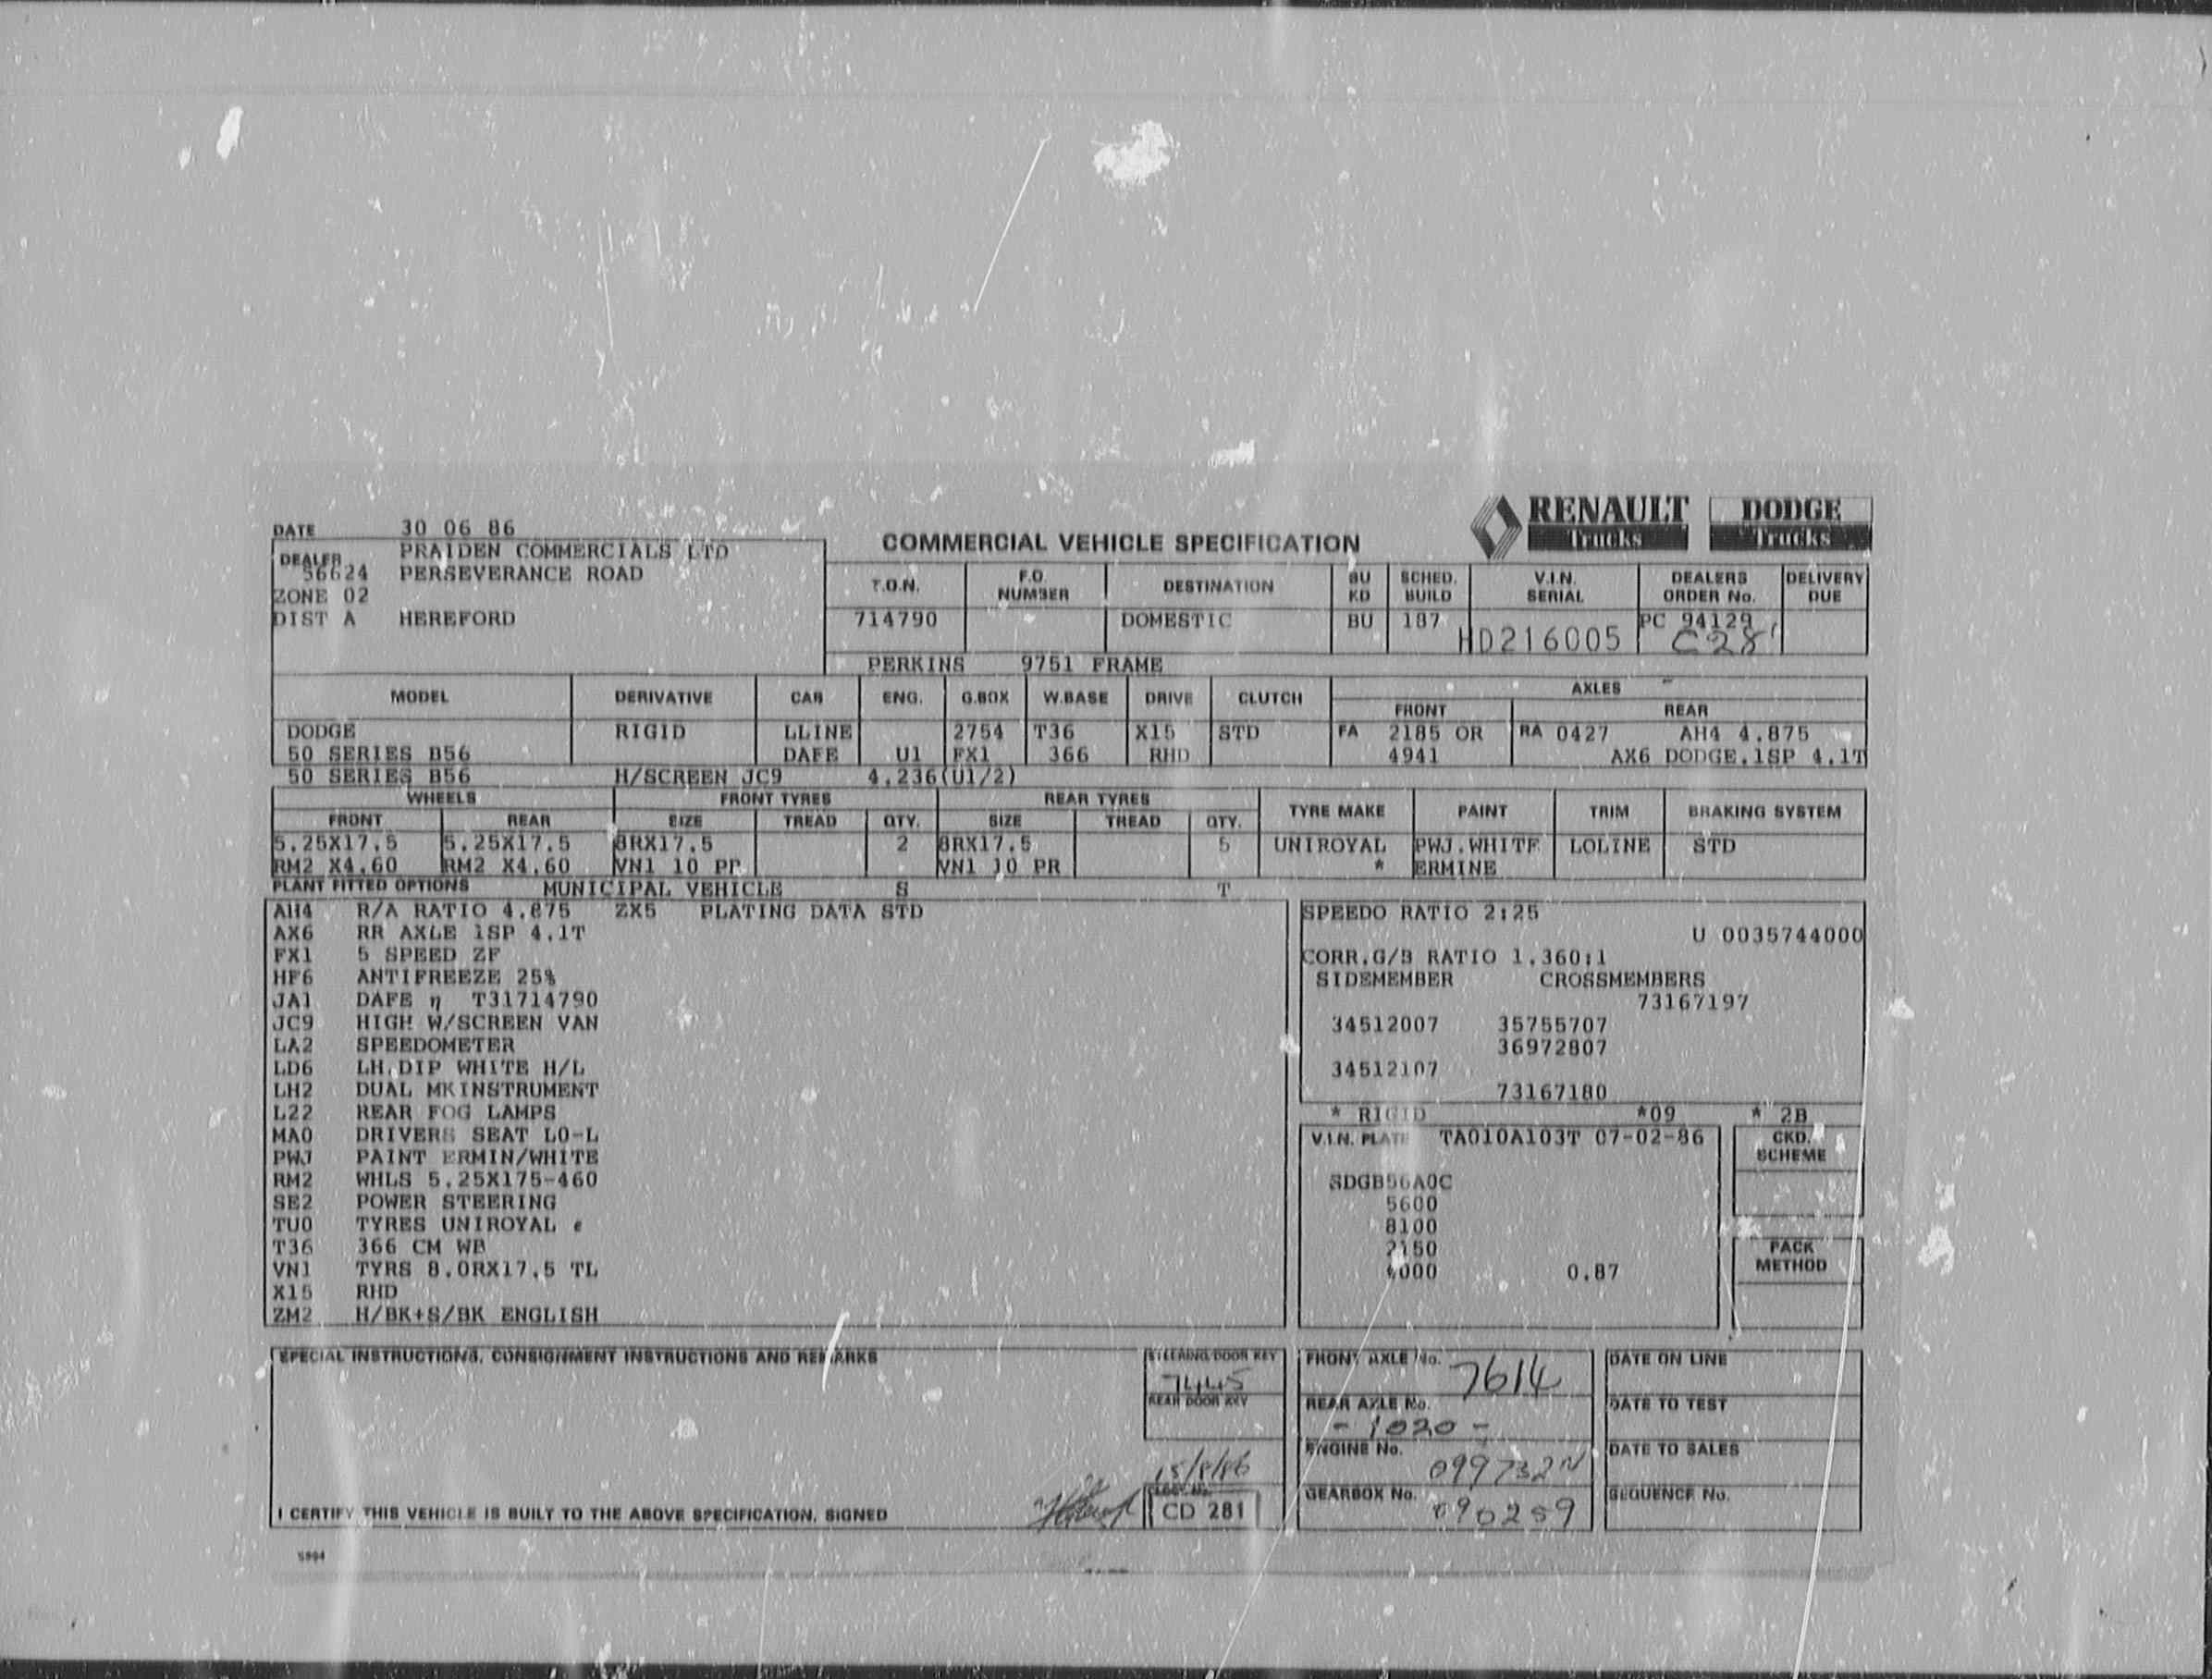 RENAULT Trucks DODGE Trucks
DATE 30 06 86
COMMERCIAL VEHICLE SPECIFICATION
DEALER PRAIDEN COMMERCIALS LTD
56624 PERSEVERANCE ROAD
ZONE 02
DIST A HEREFORD
T.O.N. F.O. NUMBER DESTINATION BU KD SCHED. BUILD V.I.N. SERIAL DEALERS ORDER No. DELIVERY DUE
714790 DOMESTIC BU 187 HD216005 PC 94129
C28'
PERKINS 9751 FRAME
MODEL DERIVATIVE CAB ENG. G.BOX W.BASE DRIVE CLUTCH AXLES
FRONT REAR
DODGE RIGID LLINE 2754 T36 X15 STD FA 2185 OR RA 0427 AH4 4.875
50 SERIES B56 DAFE U1 FX1 366 RHD 4941 AX6 DODGE.1SP 4.1T
50 SERIES B56 H/SCREEN JC9 4.236(U1/2)
WHEELS FRONT TYRES REAR TYRES TYRE MAKE PAINT TRIM BRAKING SYSTEM
FRONT REAR SIZE TREAD QTY. SIZE TREAD QTY.
5.25X17.5 5.25X17.5 8RX17.5 2 8RX17.5 5 UNIROYAL PWJ.WHITE LOLINE STD
RM2 X4.60 RM2 X4.60 VN1 10 PR VN1 10 PR * ERMINE
PLANT FITTED OPTIONS MUNICIPAL VEHICLE S T
AH4 R/A RATIO 4.875 ZX5 PLATING DATA STD
AX6 RR AXLE 1SP 4.1T
FX1 5 SPEED ZF
HF6 ANTIFREEZE 25%
JA1 DAFE η T31714790
JC9 HIGH W/SCREEN VAN
LA2 SPEEDOMETER
LD6 LH.DIP WHITE H/L
LH2 DUAL MKINSTRUMENT
L22 REAR FOG LAMPS
MA0 DRIVERS SEAT LO-L
PWJ PAINT ERMIN/WHITE
RM2 WHLS 5.25X175-460
SE2 POWER STEERING
TU0 TYRES UNIROYAL
T36 366 CM WB
VN1 TYRS 8.0RX17.5 TL
X15 RHD
ZM2 H/BK+S/BK ENGLISH
SPEEDO RATIO 2:25
U 0035744000
CORR.G/B RATIO 1.360:1
SIDEMEMBER CROSSMEMBERS
73167197
34512007 35755707
36972807
34512107
73167180
* RIGID *09 * 2B
V.I.N. PLATE TA010A103T 07-02-86
SDGB56A0C
5600
8100
2150
4000 0.87
CKD. SCHEME
PACK METHOD
SPECIAL INSTRUCTIONS, CONSIGNMENT INSTRUCTIONS AND REMARKS
STEERING/DOOR KEY
7445
REAR DOOR KEY
15/8/86
CD 281
I CERTIFY THIS VEHICLE IS BUILT TO THE ABOVE SPECIFICATION, SIGNED
FRONT AXLE No. 7614
REAR AXLE No.
- 1020 -
ENGINE No.
099732N
GEARBOX No.
090259
DATE ON LINE
DATE TO TEST
DATE TO SALES
SEQUENCE No.